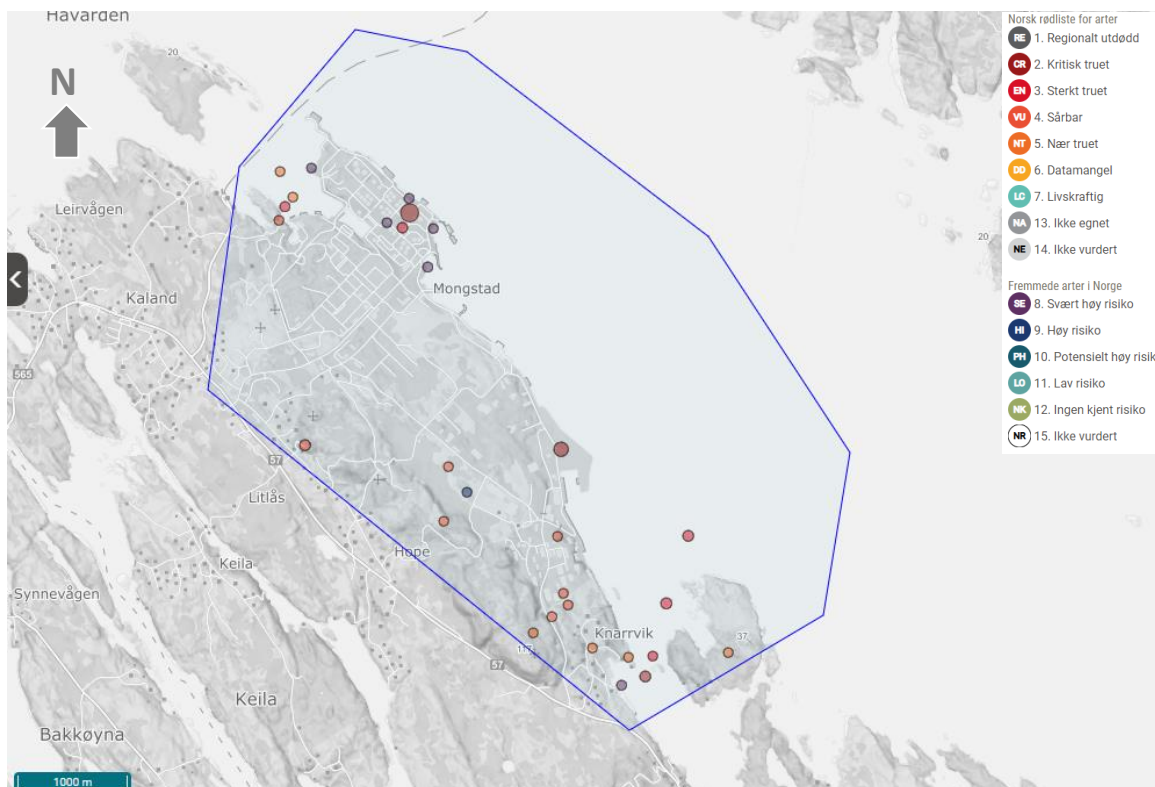 Håvarden
20
N
Leirvågen
Kaland
Mongstad
20
565
57
Litlås
Hope
Keila
Synnevågen
Knarrvik
37
117
57
Keila
Bakkøyna
1000 m
Norsk rødliste for arter
RE 1. Regionalt utdødd
CR 2. Kritisk truet
EN 3. Sterkt truet
VU 4. Sårbar
NT 5. Nær truet
DD 6. Datamangel
LC 7. Livskraftig
NA 13. Ikke egnet
NE 14. Ikke vurdert
Fremmede arter i Norge
SE 8. Svært høy risiko
HI 9. Høy risiko
PH 10. Potensielt høy risik
LO 11. Lav risiko
NK 12. Ingen kjent risiko
NR 15. Ikke vurdert